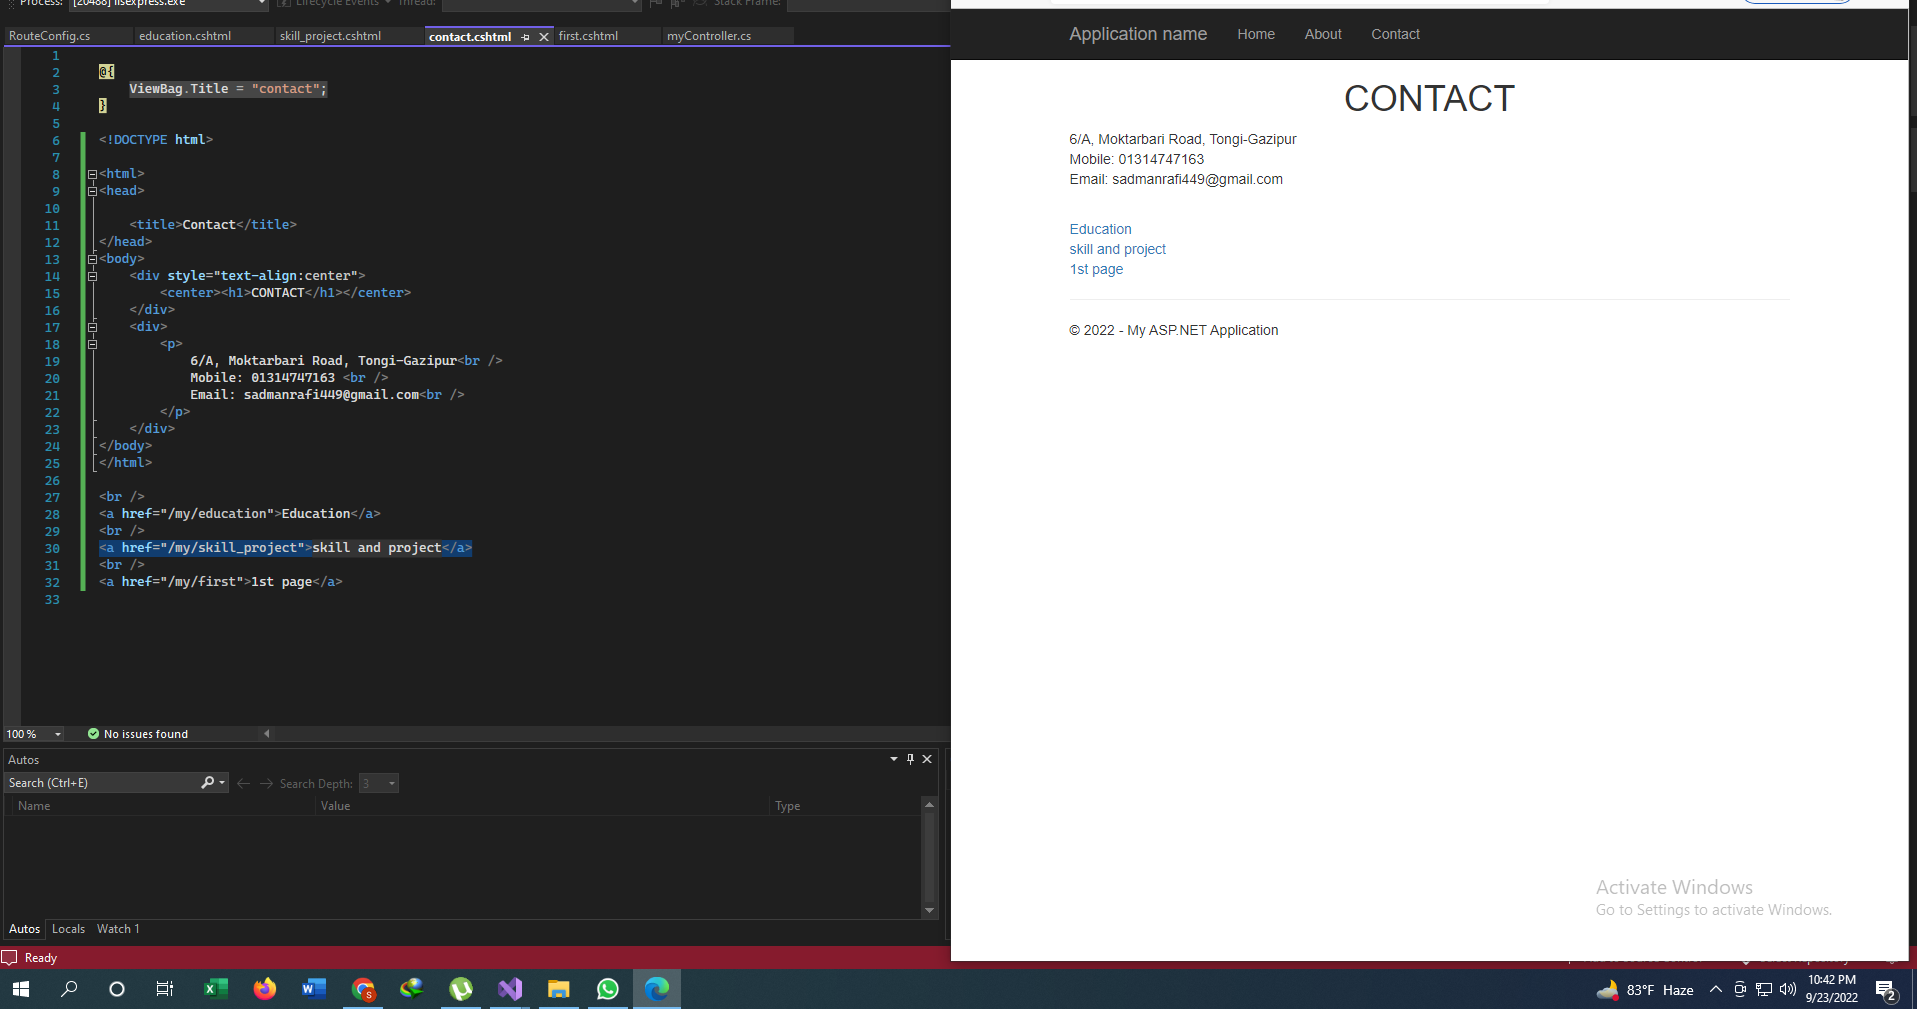 Process: [20488] iisexpress.exe Lifecycle Events Thread: Stack Frame:
RouteConfig.cs education.cshtml skill_project.cshtml contact.cshtml first.cshtml myController.cs
1
2 @{
3 ViewBag.Title = "contact";
4 }
5
6 <!DOCTYPE html>
7
8 <html>
9 <head>
10
11 <title>Contact</title>
12 </head>
13 <body>
14 <div style="text-align:center">
15 <center><h1>CONTACT</h1></center>
16 </div>
17 <div>
18 <p>
19 6/A, Moktarbari Road, Tongi-Gazipur<br />
20 Mobile: 01314747163 <br />
21 Email: sadmanrafi449@gmail.com<br />
22 </p>
23 </div>
24 </body>
25 </html>
26
27 <br />
28 <a href="/my/education">Education</a>
29 <br />
30 <a href="/my/skill_project">skill and project</a>
31 <br />
32 <a href="/my/first">1st page</a>
33
100 % No issues found
Autos
Search (Ctrl+E) Search Depth: 3
Name Value Type
Autos Locals Watch 1
Ready
Application name Home About Contact
CONTACT
6/A, Moktarbari Road, Tongi-Gazipur
Mobile: 01314747163
Email: sadmanrafi449@gmail.com
Education
skill and project
1st page
© 2022 - My ASP.NET Application
Activate Windows
Go to Settings to activate Windows.
83°F Haze
10:42 PM
9/23/2022
2